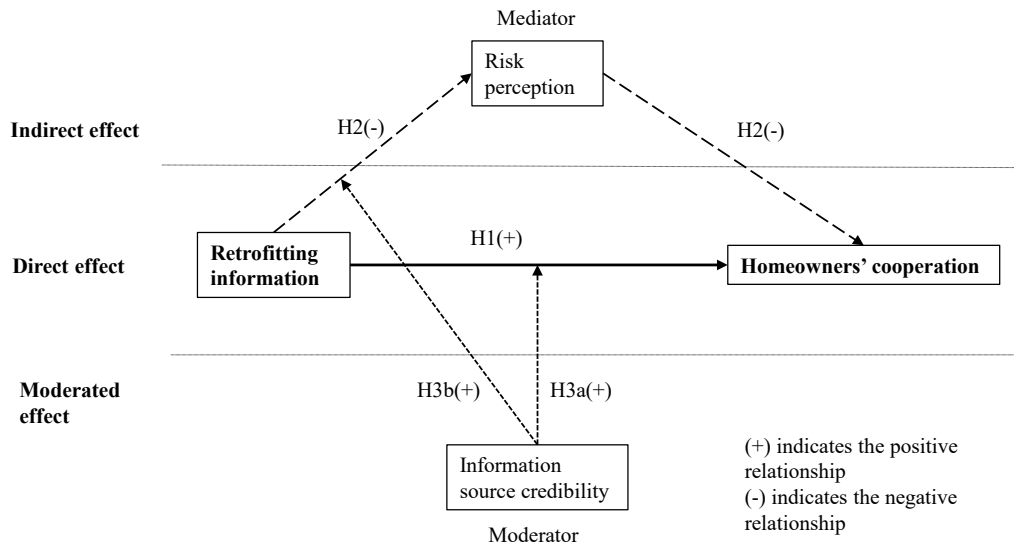 Mediator
Risk
perception
Indirect effect
H2(-)
H2(-)
Direct effect
Retrofitting
information
H1(+)
Homeowners’ cooperation
Moderated
effect
H3b(+)
H3a(+)
Information
source credibility
Moderator
(+) indicates the positive
relationship
(-) indicates the negative
relationship